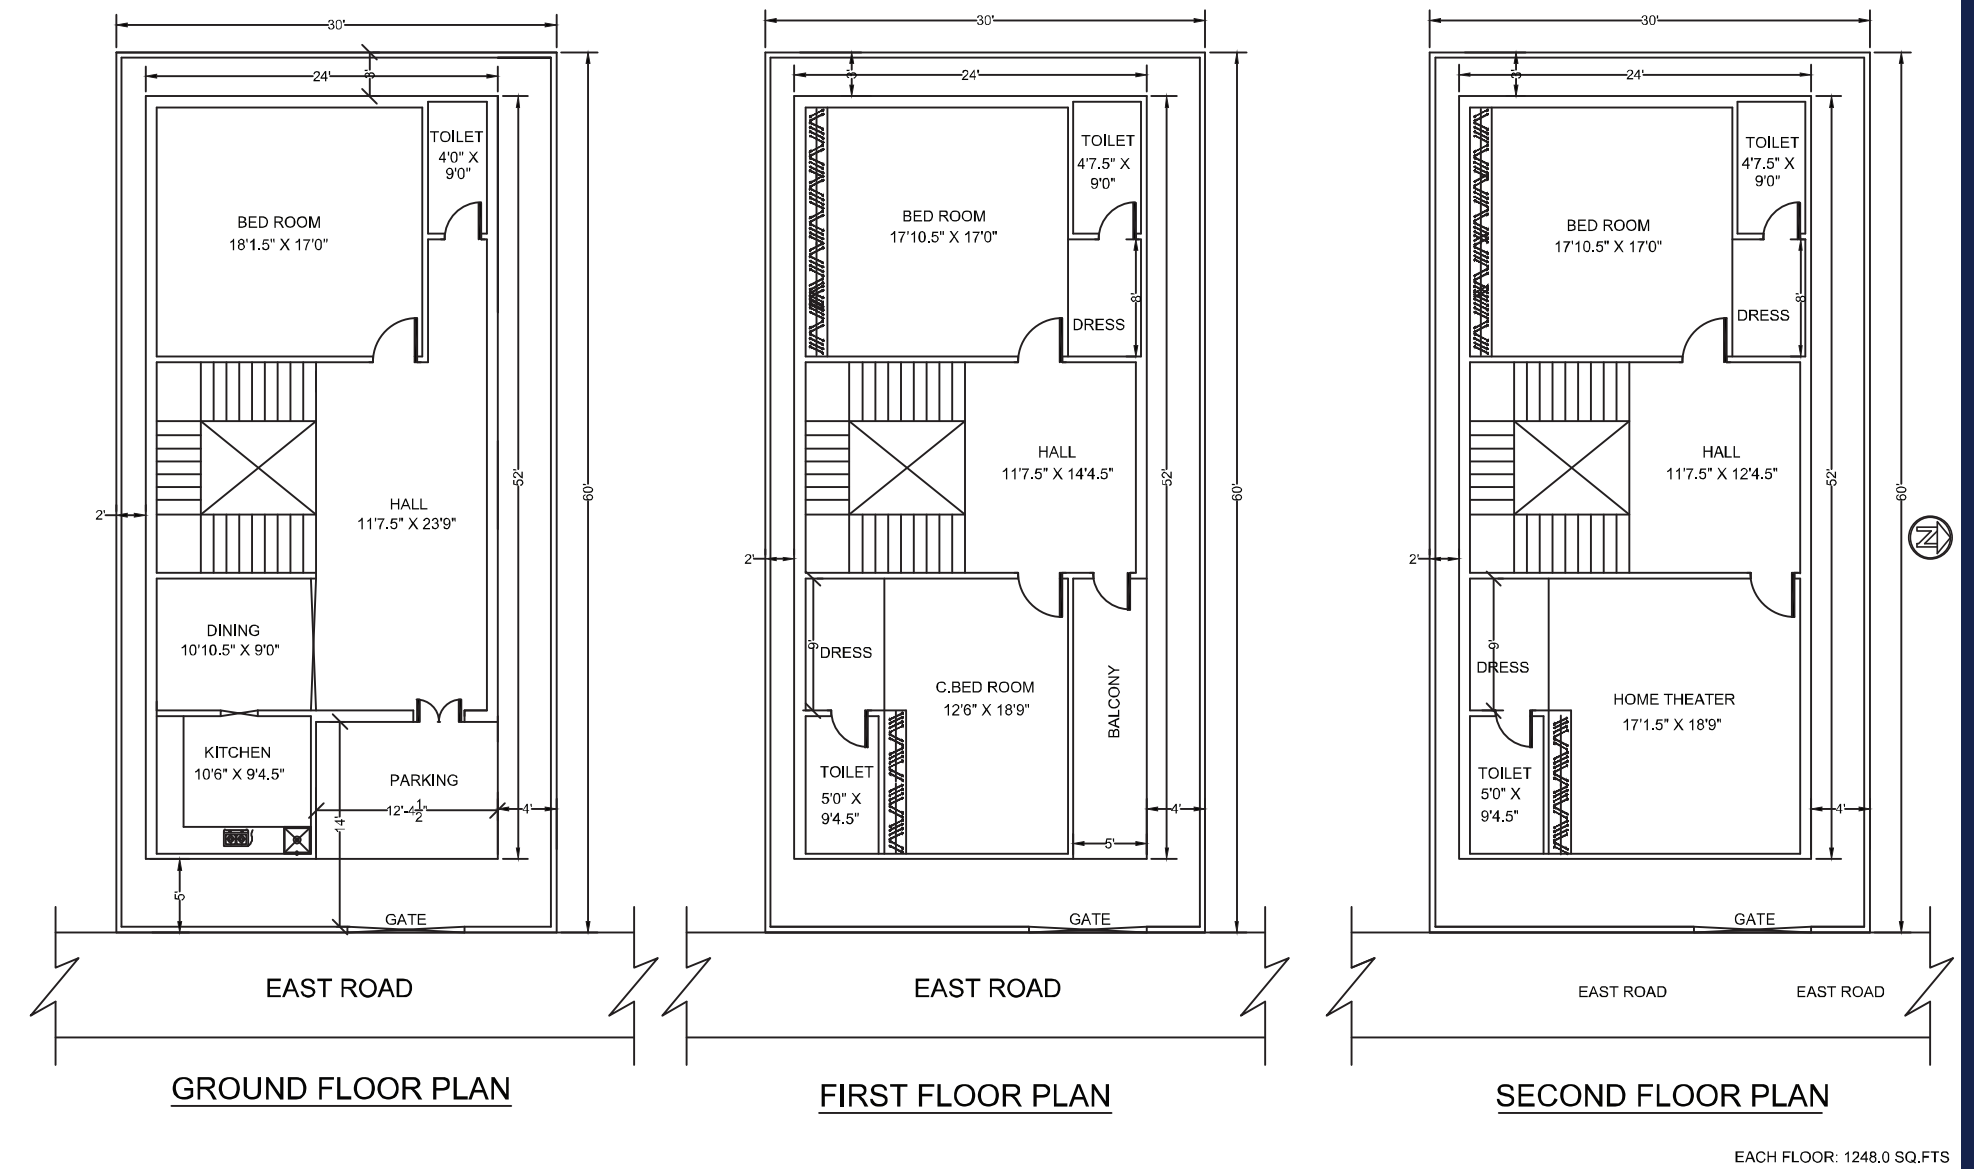 30'
24'
3'
TOILET
4'0" X
9'0"
BED ROOM
18'1.5" X 17'0"
52'
60'
2'
HALL
11'7.5" X 23'9"
DINING
10'10.5" X 9'0"
KITCHEN
10'6" X 9'4.5"
PARKING
12'-4 1/2"
14'
4'
5'
GATE
EAST ROAD
GROUND FLOOR PLAN
30'
24'
3'
TOILET
4'7.5" X
9'0"
BED ROOM
17'10.5" X 17'0"
8'
DRESS
52'
60'
HALL
11'7.5" X 14'4.5"
2'
9'
DRESS
C.BED ROOM
12'6" X 18'9"
BALCONY
TOILET
5'0" X
9'4.5"
4'
5'
GATE
EAST ROAD
FIRST FLOOR PLAN
30'
24'
3'
TOILET
4'7.5" X
9'0"
BED ROOM
17'10.5" X 17'0"
8'
DRESS
52'
60'
HALL
11'7.5" X 12'4.5"
N
2'
9'
DRESS
HOME THEATER
17'1.5" X 18'9"
TOILET
5'0" X
9'4.5"
4'
GATE
EAST ROAD
EAST ROAD
SECOND FLOOR PLAN
EACH FLOOR: 1248.0 SQ.FTS